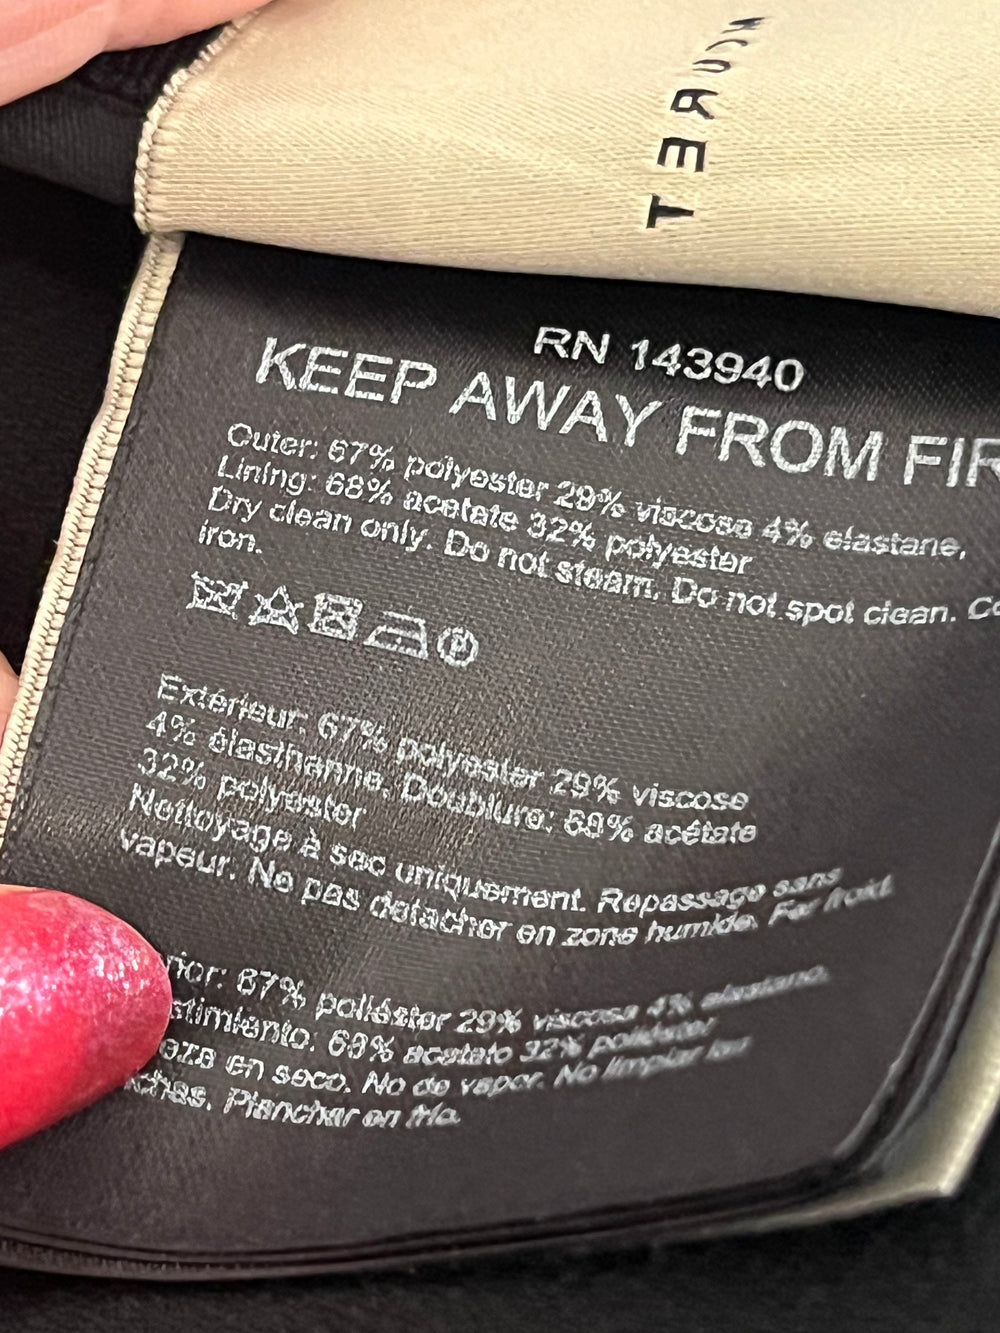 TED
RN 143940
KEEP AWAY FROM FIR
Outer: 67% polyester 29% viscose 4% elastane.
Lining: 68% acetate 32% polyester
Dry clean only. Do not steam. Do not spot clean. Co
iron.
Extérieur: 67% polyester 29% viscose
4% élasthanne. Doublure: 68% acétate
32% polyester
Nettoyage à sec uniquement. Repassage sans
vapeur. Ne pas detacher en zone humide. Fer froid.
rior: 67% poliéster 29% viscosa 4% elastano.
stimiento: 68% acetato 32% poliéster
eza en seco. No de vapor. No limpiar las
chas. Planchar en fría.